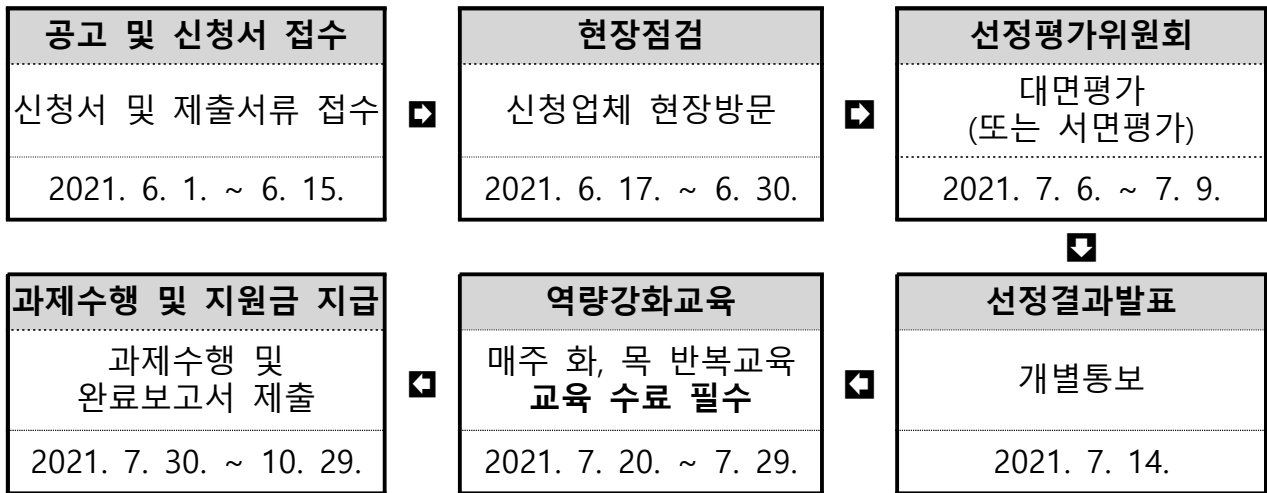 공고 및 신청서 접수
신청서 및 제출서류 접수
2021. 6. 1. ~ 6. 15.
현장점검
신청업체 현장방문
2021. 6. 17. ~ 6. 30.
선정평가위원회
대면평가
(또는 서면평가)
2021. 7. 6. ~ 7. 9.
선정결과발표
개별통보
2021. 7. 14.
역량강화교육
매주 화, 목 반복교육
교육 수료 필수
2021. 7. 20. ~ 7. 29.
과제수행 및 지원금 지급
과제수행 및
완료보고서 제출
2021. 7. 30. ~ 10. 29.